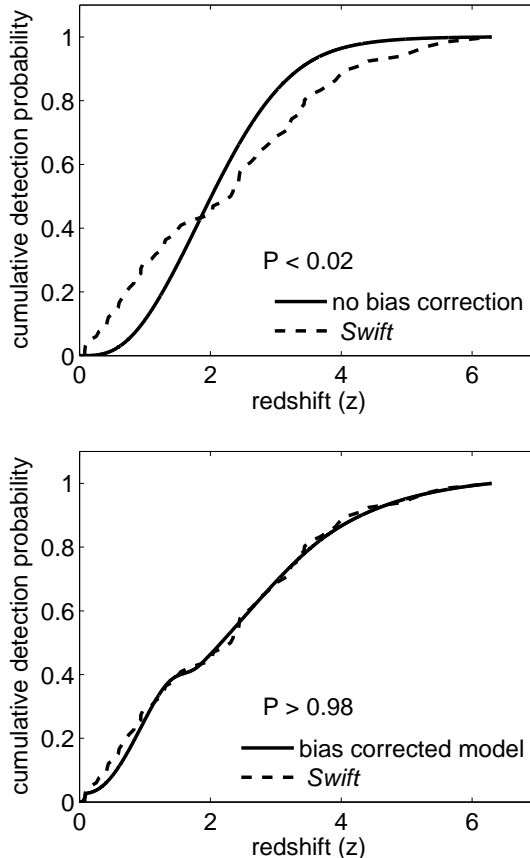 1
0.8
0.6
0.4
0.2
0
0 2 4 6
cumulative detection probability
redshift (z)
P < 0.02
no bias correction
Swift
1
0.8
0.6
0.4
0.2
0
0 2 4 6
cumulative detection probability
redshift (z)
P > 0.98
bias corrected model
Swift